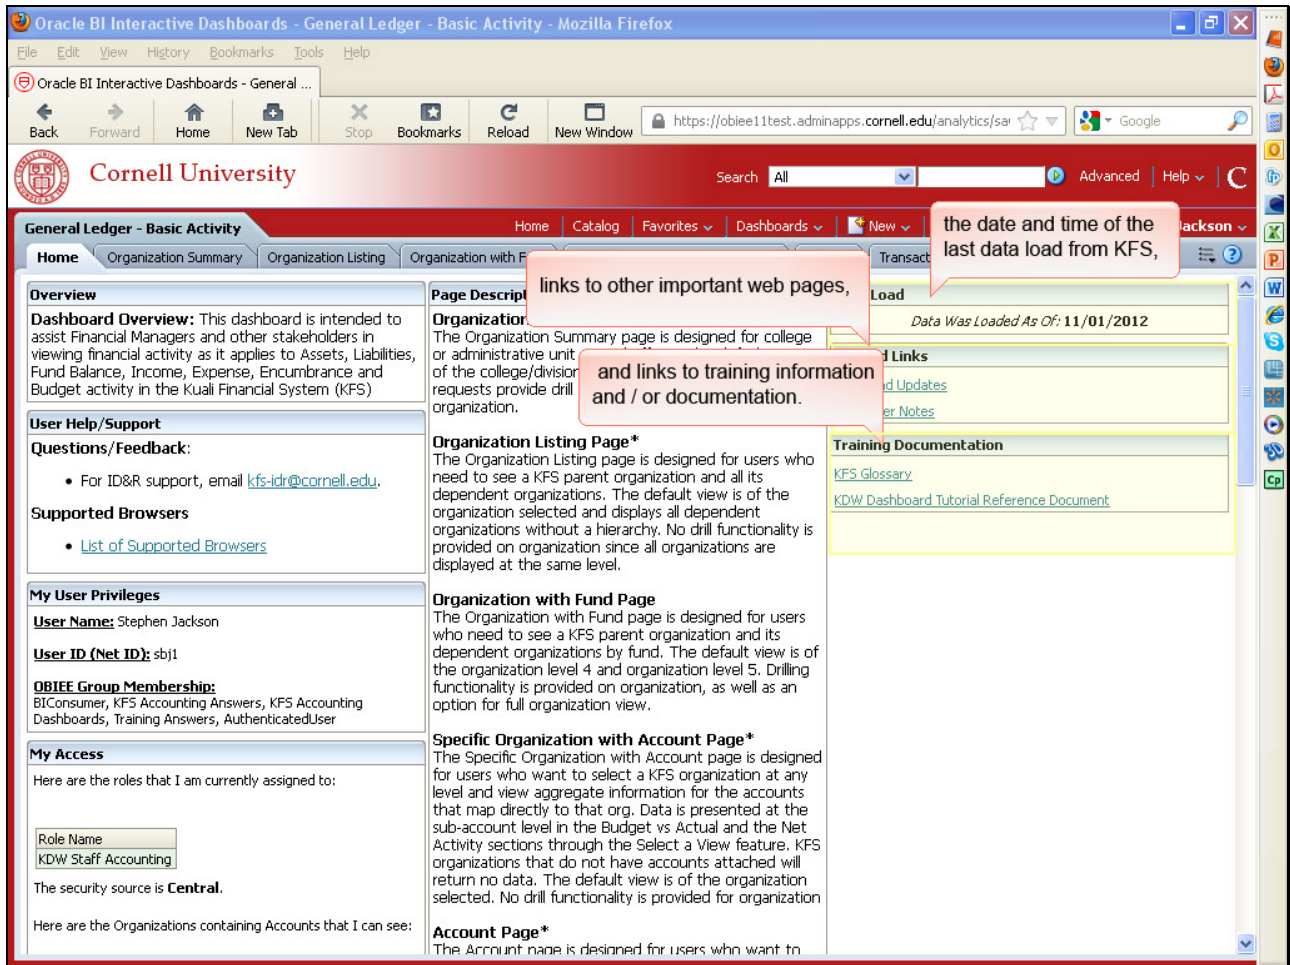 Oracle BI Interactive Dashboards - General Ledger - Basic Activity - Mozilla Firefox
File Edit View History Bookmarks Tools Help
Oracle BI Interactive Dashboards - General ...
Back Forward Home New Tab Stop Bookmarks Reload New Window
https://obiee11test.adminapps.cornell.edu/analytics/sa
Google
Cornell University
Search All Advanced Help
General Ledger - Basic Activity
Home Catalog Favorites Dashboards New
Jackson
the date and time of the
last data load from KFS,
Home Organization Summary Organization Listing Organization with F Transact
links to other important web pages,
and links to training information
and / or documentation.
Overview
Dashboard Overview: This dashboard is intended to
assist Financial Managers and other stakeholders in
viewing financial activity as it applies to Assets, Liabilities,
Fund Balance, Income, Expense, Encumbrance and
Budget activity in the Kuali Financial System (KFS)
User Help/Support
Questions/Feedback:
• For ID&R support, email kfs-idr@cornell.edu.
Supported Browsers
• List of Supported Browsers
My User Privileges
User Name: Stephen Jackson
User ID (Net ID): sbj1
OBIEE Group Membership:
BIConsumer, KFS Accounting Answers, KFS Accounting
Dashboards, Training Answers, AuthenticatedUser
My Access
Here are the roles that I am currently assigned to:
Role Name
KDW Staff Accounting
The security source is Central.
Here are the Organizations containing Accounts that I can see:
Page Descript
Organization
The Organization Summary page is designed for college
or administrative unit
of the college/division
requests provide drill
organization.
Organization Listing Page*
The Organization Listing page is designed for users who
need to see a KFS parent organization and all its
dependent organizations. The default view is of the
organization selected and displays all dependent
organizations without a hierarchy. No drill functionality is
provided on organization since all organizations are
displayed at the same level.
Organization with Fund Page
The Organization with Fund page is designed for users
who need to see a KFS parent organization and its
dependent organizations by fund. The default view is of
the organization level 4 and organization level 5. Drilling
functionality is provided on organization, as well as an
option for full organization view.
Specific Organization with Account Page*
The Specific Organization with Account page is designed
for users who want to select a KFS organization at any
level and view aggregate information for the accounts
that map directly to that org. Data is presented at the
sub-account level in the Budget vs Actual and the Net
Activity sections through the Select a View feature. KFS
organizations that do not have accounts attached will
return no data. The default view is of the organization
selected. No drill functionality is provided for organization
Account Page*
The Account page is designed for users who want to
Load
Data Was Loaded As Of: 11/01/2012
d Links
d Updates
er Notes
Training Documentation
KFS Glossary
KDW Dashboard Tutorial Reference Document